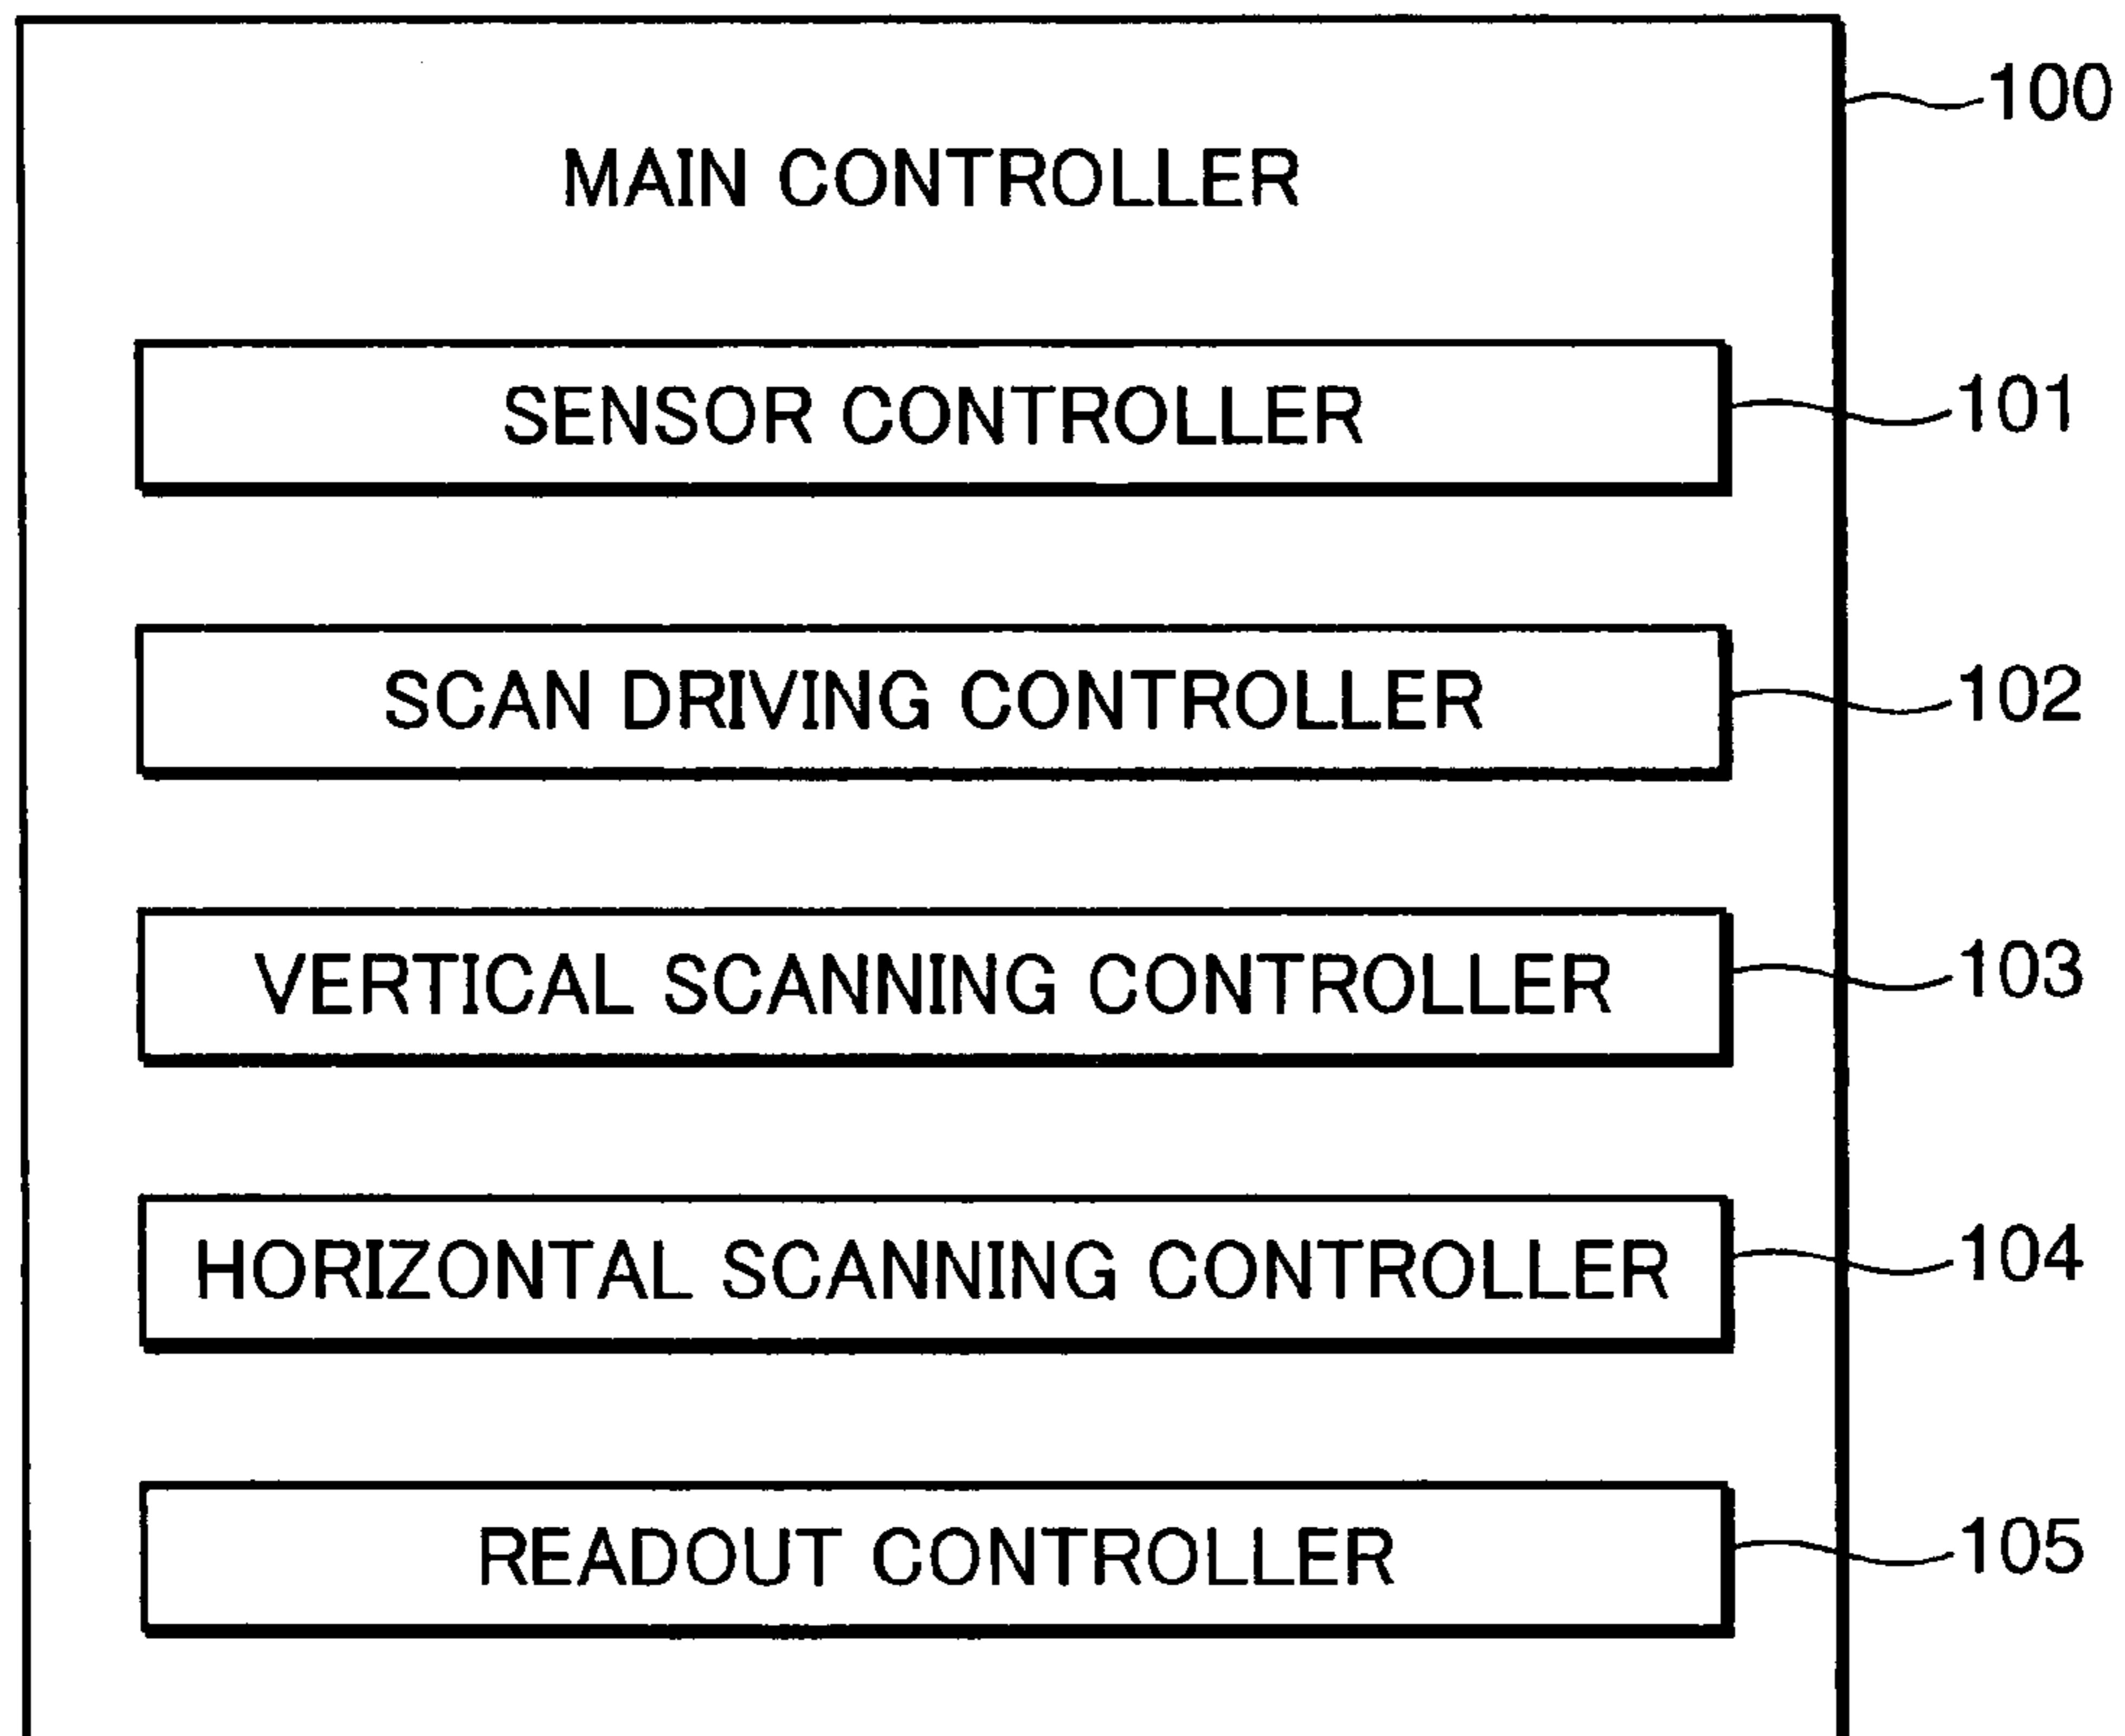 100
MAIN CONTROLLER
SENSOR CONTROLLER 101
SCAN DRIVING CONTROLLER 102
VERTICAL SCANNING CONTROLLER 103
HORIZONTAL SCANNING CONTROLLER 104
READOUT CONTROLLER 105